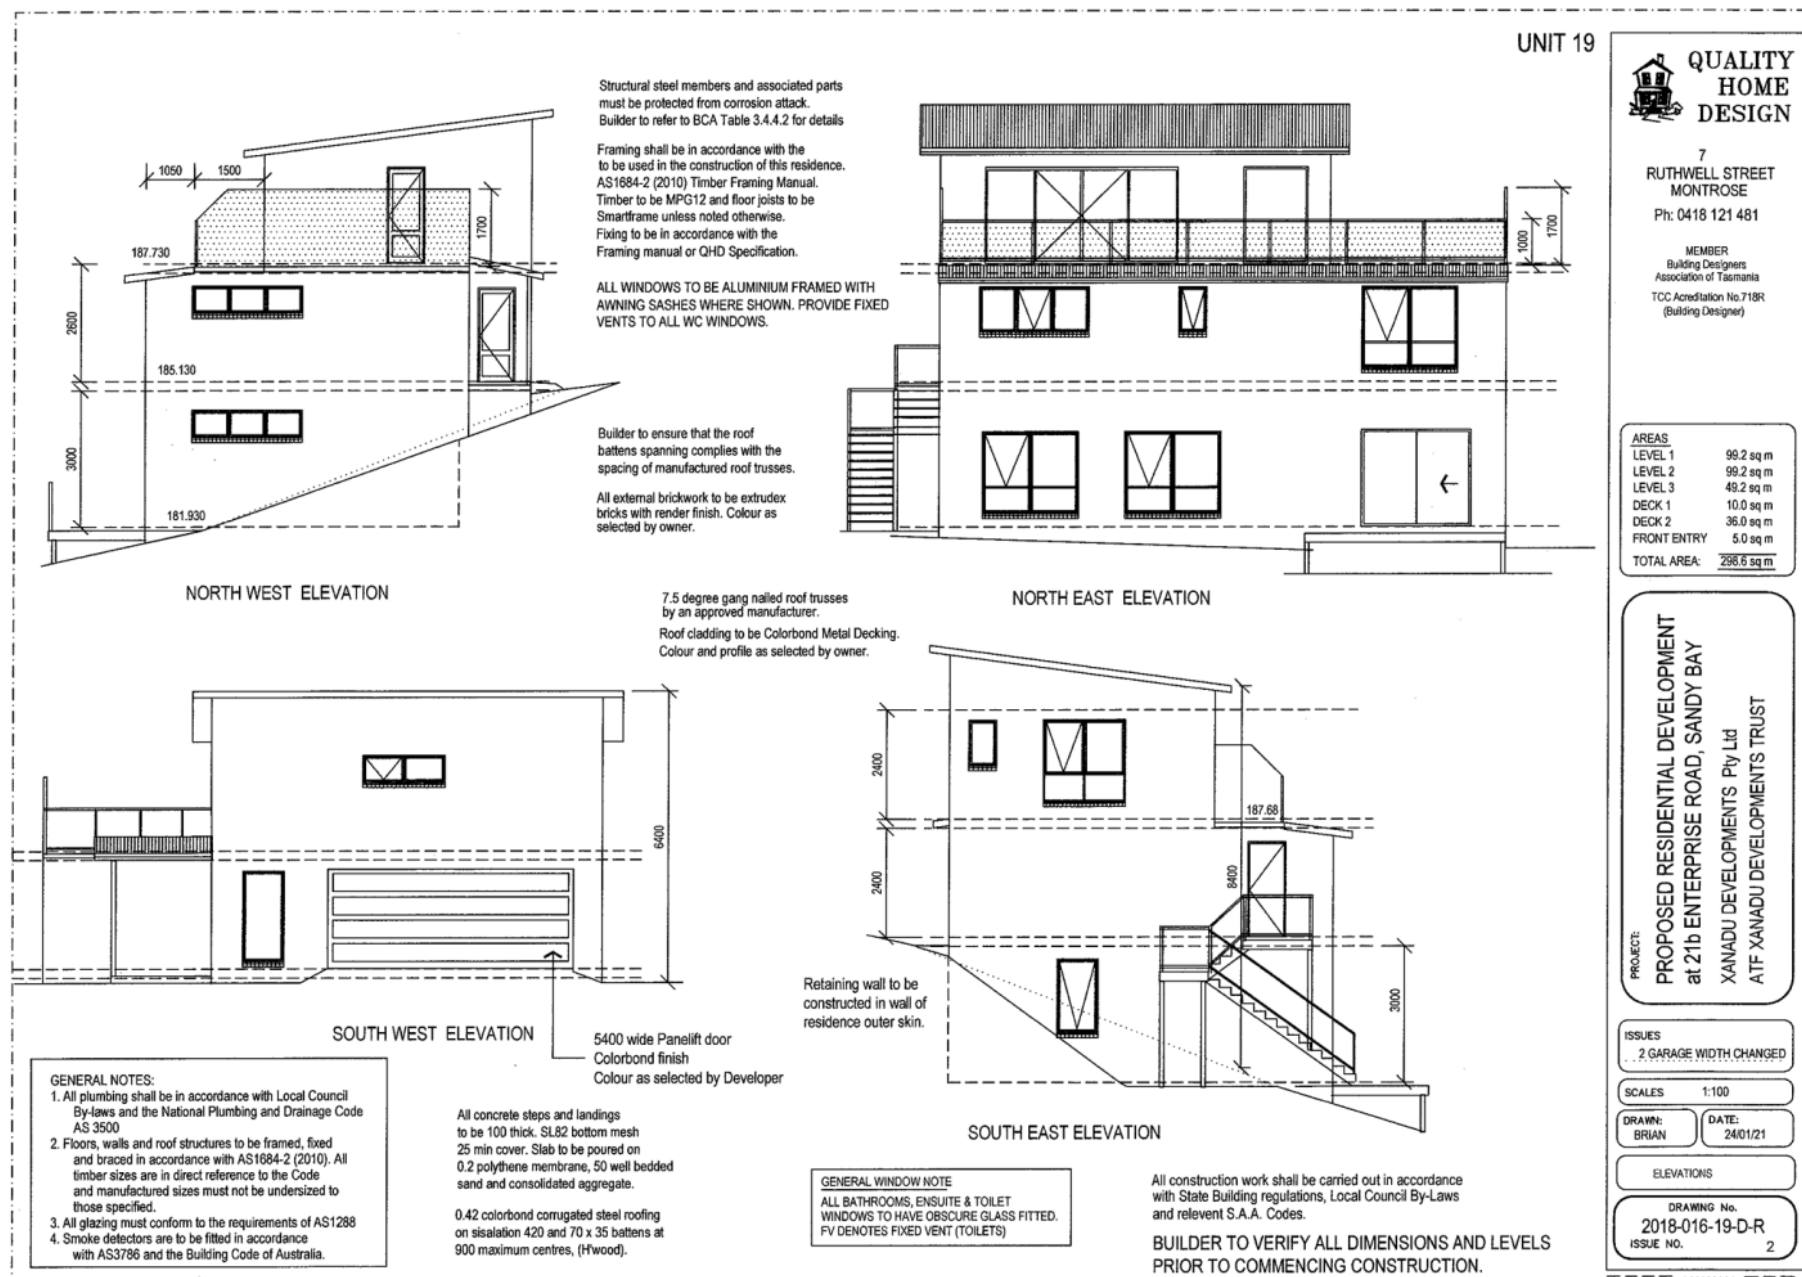 UNIT 19
Structural steel members and associated parts
must be protected from corrosion attack.
Builder to refer to BCA Table 3.4.4.2 for details
Framing shall be in accordance with the
to be used in the construction of this residence.
AS1684-2 (2010) Timber Framing Manual.
Timber to be MPG12 and floor joists to be
Smartframe unless noted otherwise.
Fixing to be in accordance with the
Framing manual or QHD Specification.
ALL WINDOWS TO BE ALUMINIUM FRAMED WITH
AWNING SASHES WHERE SHOWN. PROVIDE FIXED
VENTS TO ALL WC WINDOWS.
Builder to ensure that the roof
battens spanning complies with the
spacing of manufactured roof trusses.
All external brickwork to be extrudex
bricks with render finish. Colour as
selected by owner.
1050
1500
1700
187.730
2600
185.130
3000
181.930
NORTH WEST ELEVATION
1000
1700
NORTH EAST ELEVATION
7.5 degree gang nailed roof trusses
by an approved manufacturer.
Roof cladding to be Colorbond Metal Decking.
Colour and profile as selected by owner.
6400
SOUTH WEST ELEVATION
5400 wide Panelift door
Colorbond finish
Colour as selected by Developer
2400
2400
187.68
8400
3000
Retaining wall to be
constructed in wall of
residence outer skin.
SOUTH EAST ELEVATION
GENERAL NOTES:
1. All plumbing shall be in accordance with Local Council
By-laws and the National Plumbing and Drainage Code
AS 3500
2. Floors, walls and roof structures to be framed, fixed
and braced in accordance with AS1684-2 (2010). All
timber sizes are in direct reference to the Code
and manufactured sizes must not be undersized to
those specified.
3. All glazing must conform to the requirements of AS1288
4. Smoke detectors are to be fitted in accordance
with AS3786 and the Building Code of Australia.
All concrete steps and landings
to be 100 thick. SL82 bottom mesh
25 min cover. Slab to be poured on
0.2 polythene membrane, 50 well bedded
sand and consolidated aggregate.
0.42 colorbond corrugated steel roofing
on sisalation 420 and 70 x 35 battens at
900 maximum centres, (H'wood).
GENERAL WINDOW NOTE
ALL BATHROOMS, ENSUITE & TOILET
WINDOWS TO HAVE OBSCURE GLASS FITTED.
FV DENOTES FIXED VENT (TOILETS)
All construction work shall be carried out in accordance
with State Building regulations, Local Council By-Laws
and relevent S.A.A. Codes.
BUILDER TO VERIFY ALL DIMENSIONS AND LEVELS
PRIOR TO COMMENCING CONSTRUCTION.
QUALITY
HOME
DESIGN
7
RUTHWELL STREET
MONTROSE
Ph: 0418 121 481
MEMBER
Building Designers
Association of Tasmania
TCC Acreditation No.718R
(Building Designer)
AREAS
LEVEL 1 99.2 sq m
LEVEL 2 99.2 sq m
LEVEL 3 49.2 sq m
DECK 1 10.0 sq m
DECK 2 36.0 sq m
FRONT ENTRY 5.0 sq m
TOTAL AREA: 298.6 sq m
PROJECT:
PROPOSED RESIDENTIAL DEVELOPMENT
at 21b ENTERPRISE ROAD, SANDY BAY
XANADU DEVELOPMENTS Pty Ltd
ATF XANADU DEVELOPMENTS TRUST
ISSUES
2 GARAGE WIDTH CHANGED
SCALES 1:100
DRAWN:
BRIAN
DATE:
24/01/21
ELEVATIONS
DRAWING No.
2018-016-19-D-R
ISSUE NO. 2